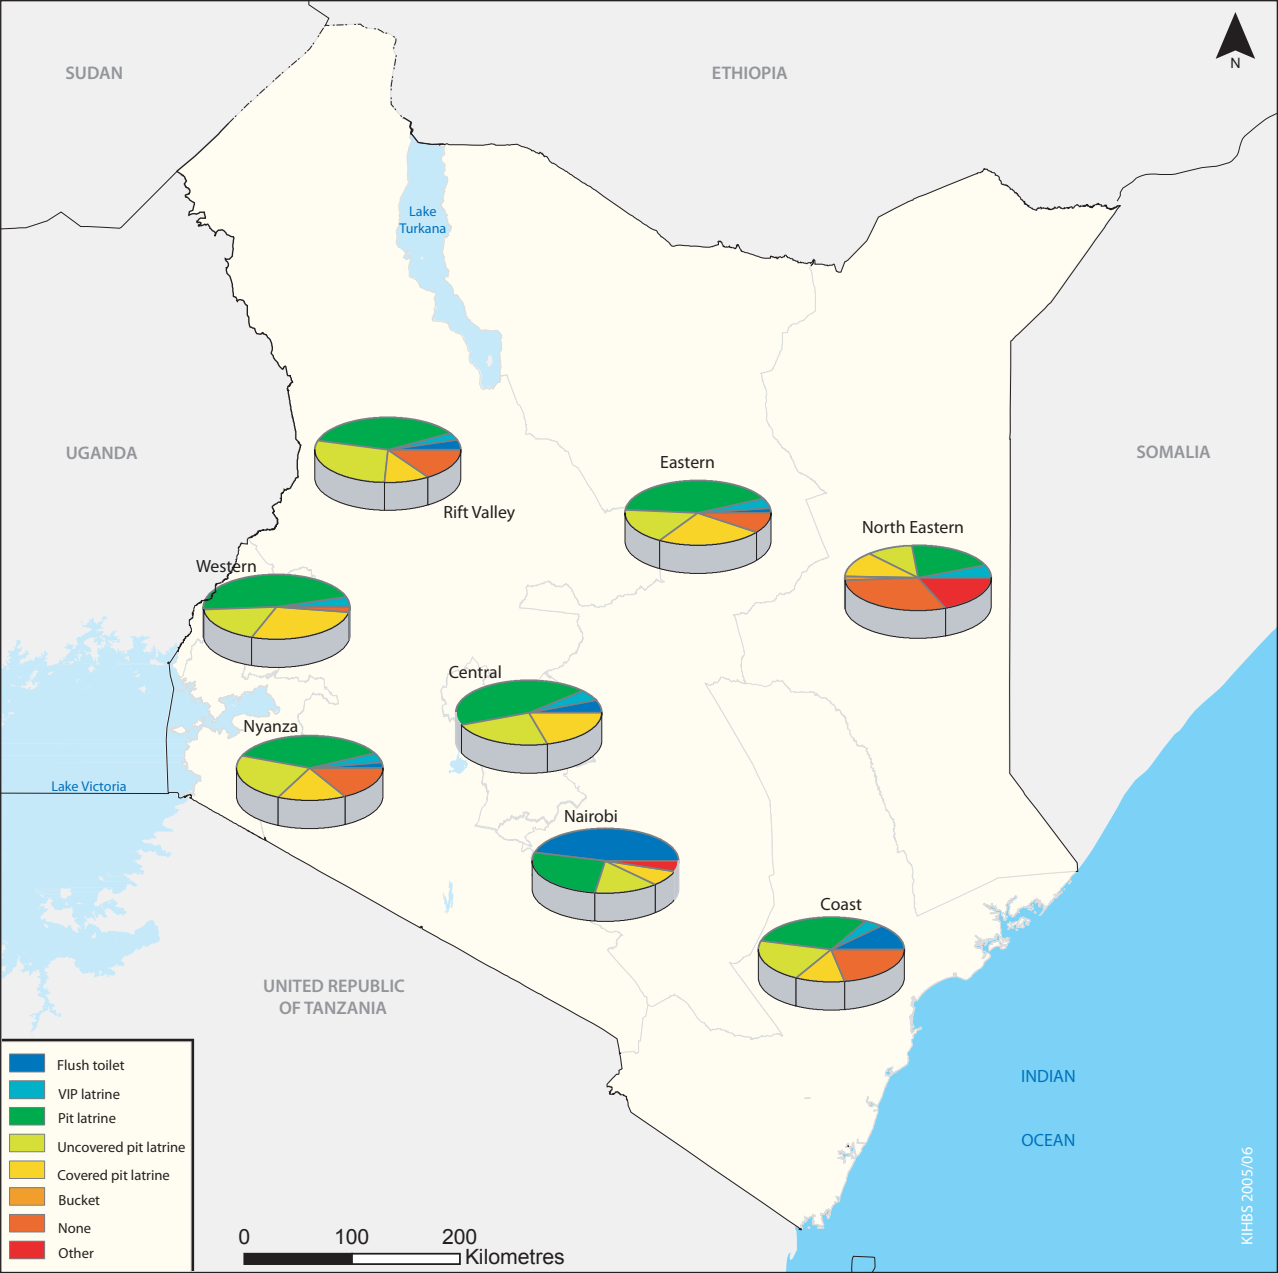 SUDAN
ETHIOPIA
N
Lake
Turkana
UGANDA
SOMALIA
Eastern
Rift Valley
North Eastern
Western
Central
Nyanza
Lake Victoria
Nairobi
Coast
UNITED REPUBLIC
OF TANZANIA
INDIAN
OCEAN
Flush toilet
VIP latrine
Pit latrine
Uncovered pit latrine
Covered pit latrine
Bucket
None
Other
0 100 200
Kilometres
KIHBS 2005/06